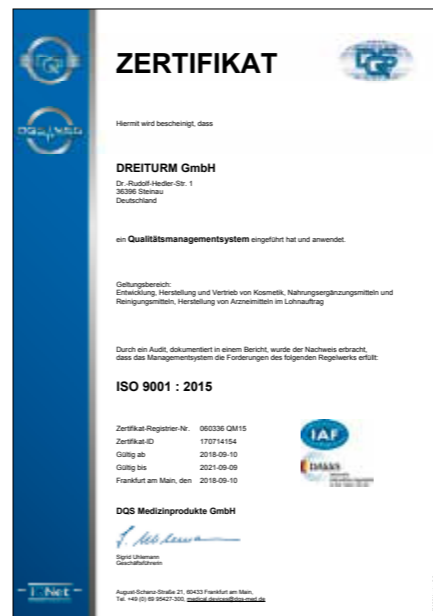 ZERTIFIKAT
Hiermit wird bescheinigt, dass
DREITURM GmbH
Dr.-Rudolf-Hedler-Str. 1
36396 Steinau
Deutschland
ein Qualitätsmanagementsystem eingeführt hat und anwendet.
Geltungsbereich:
Entwicklung, Herstellung und Vertrieb von Kosmetik, Nahrungsergänzungsmitteln und
Reinigungsmitteln, Herstellung von Arzneimitteln im Lohnauftrag
Durch ein Audit, dokumentiert in einem Bericht, wurde der Nachweis erbracht,
dass das Managementsystem die Forderungen des folgenden Regelwerks erfüllt:
ISO 9001 : 2015
Zertifikat-Registrier-Nr. 060336 QM15
Zertifikat-ID 170714154
Gültig ab 2018-09-10
Gültig bis 2021-09-09
Frankfurt am Main, den 2018-09-10
IAF
DAkkS
DQS Medizinprodukte GmbH
Sigrid Uhlemann
Geschäftsführerin
August-Schanz-Straße 21, 60433 Frankfurt am Main,
Tel. +49 (0) 69 95427-300, medical.devices@dqs-med.de